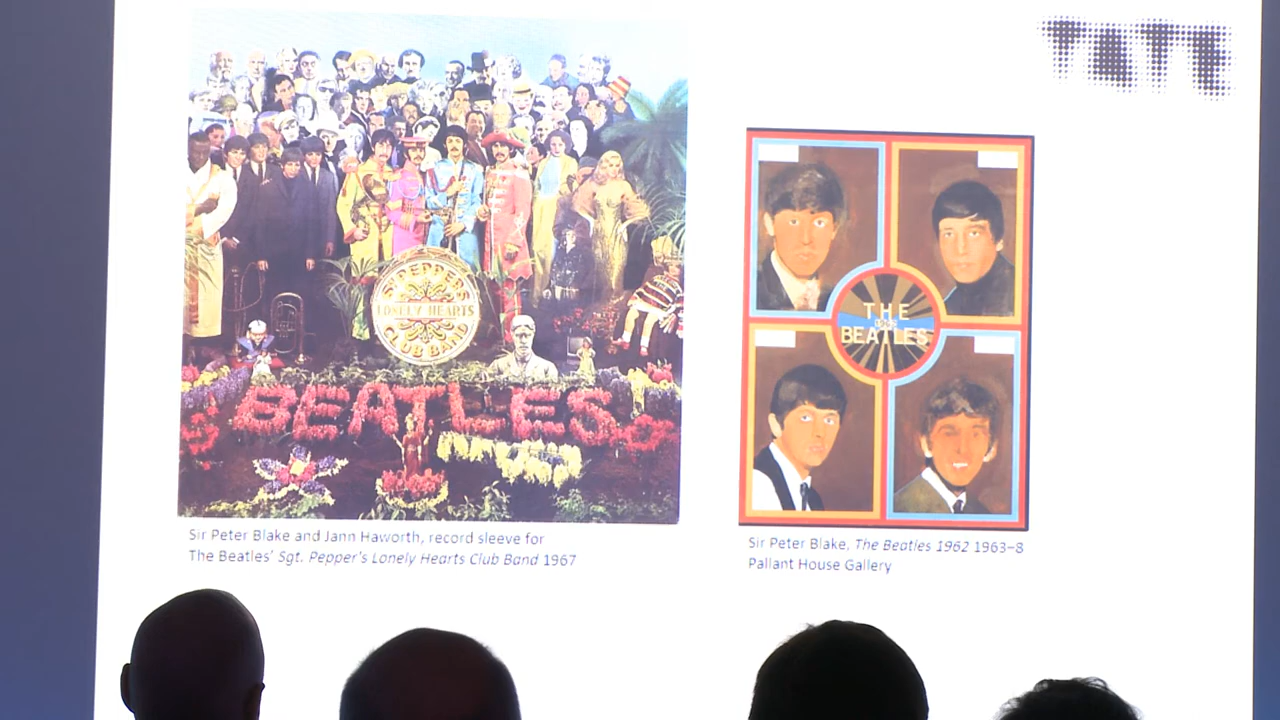 TATE
SGT. PEPPERS
LONELY HEARTS
CLUB BAND
BEATLES
THE
BEATLES
Sir Peter Blake and Jann Haworth, record sleeve for
The Beatles' Sgt. Pepper's Lonely Hearts Club Band 1967
Sir Peter Blake, The Beatles 1962 1963–8
Pallant House Gallery